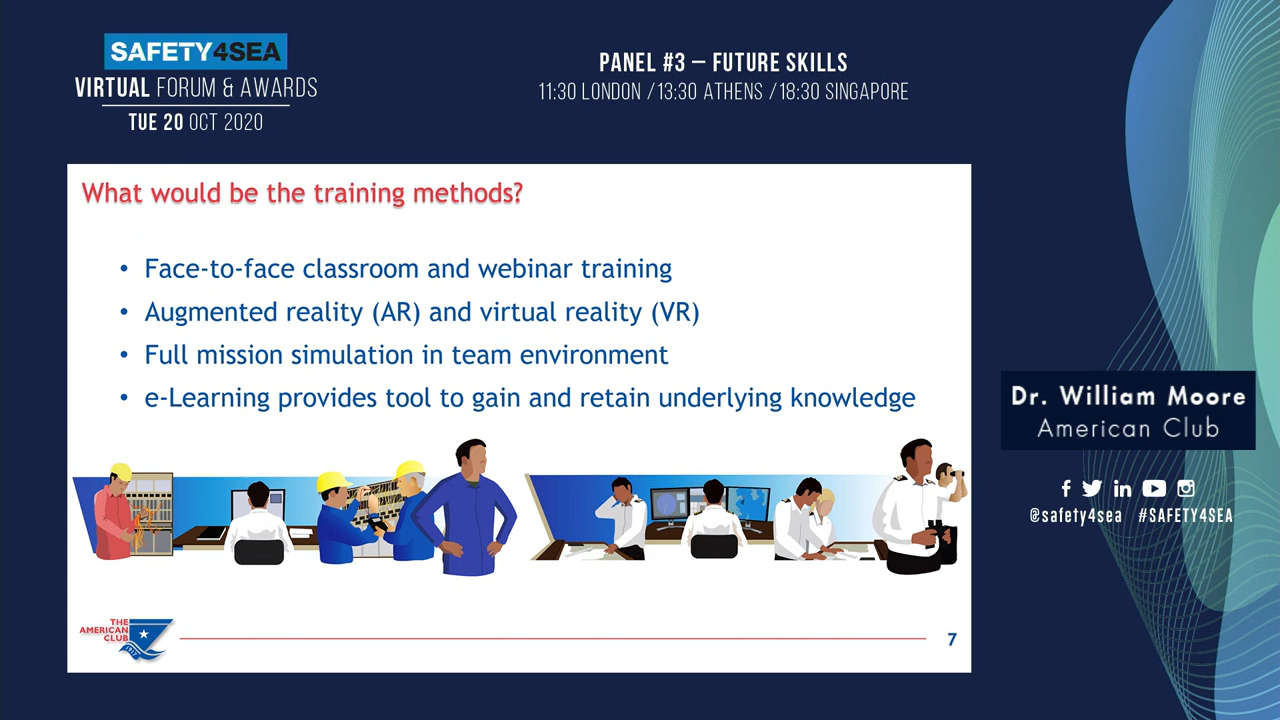 SAFETY4SEA
VIRTUAL FORUM & AWARDS
TUE 20 OCT 2020
PANEL #3 – FUTURE SKILLS
11:30 LONDON / 13:30 ATHENS / 18:30 SINGAPORE
What would be the training methods?
• Face-to-face classroom and webinar training
• Augmented reality (AR) and virtual reality (VR)
• Full mission simulation in team environment
• e-Learning provides tool to gain and retain underlying knowledge
THE
AMERICAN
CLUB
1917
7
Dr. William Moore
American Club
@safety4sea #SAFETY4SEA